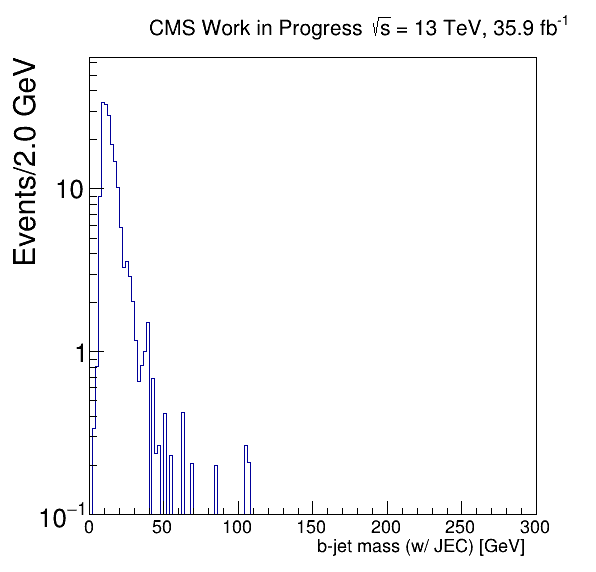 CMS Work in Progress √s = 13 TeV, 35.9 fb⁻¹
Events/2.0 GeV
10
1
10⁻¹
0 50 100 150 200 250 300
b-jet mass (w/ JEC) [GeV]